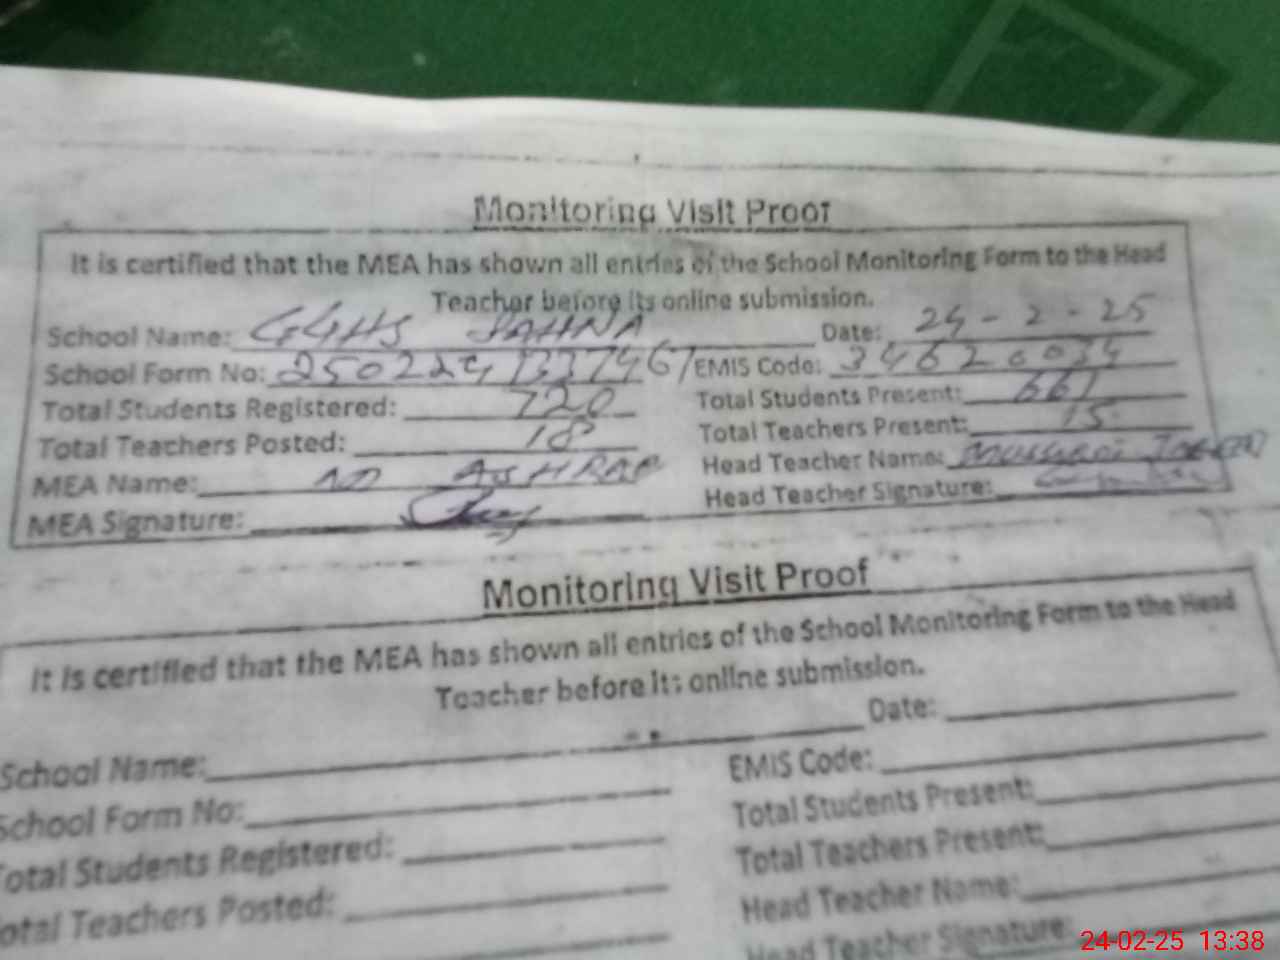 Monitoring Visit Proof
It is certified that the MEA has shown all entries of the School Monitoring Form to the Head
Teacher before its online submission.
School Name: GGHS Date: 24-2-25
School Form No: EMIS Code: 34620034
Total Students Registered: 720 Total Students Present: 661
Total Teachers Posted: 18 Total Teachers Present: 15
MEA Name: ASHRAF Head Teacher Name:
MEA Signature: Head Teacher Signature:
Monitoring Visit Proof
It is certified that the MEA has shown all entries of the School Monitoring Form to the Head
Teacher before its online submission.
School Name: Date:
School Form No: EMIS Code:
Total Students Registered: Total Students Present:
Total Teachers Posted: Total Teachers Present:
Head Teacher Name:
Head Teacher Signature:
24-02-25 13:38